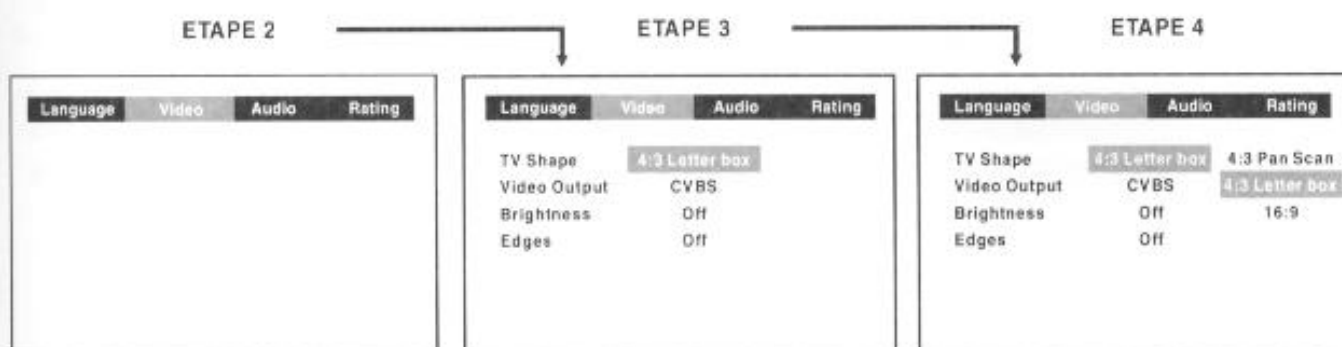 ETAPE 2
ETAPE 3
ETAPE 4
Language Video Audio Rating
Language Video Audio Rating
TV Shape 4:3 Letter box
Video Output CVBS
Brightness Off
Edges Off
Language Video Audio Rating
TV Shape 4:3 Letter box 4:3 Pan Scan
Video Output CVBS 4:3 Letter box
Brightness Off 16:9
Edges Off